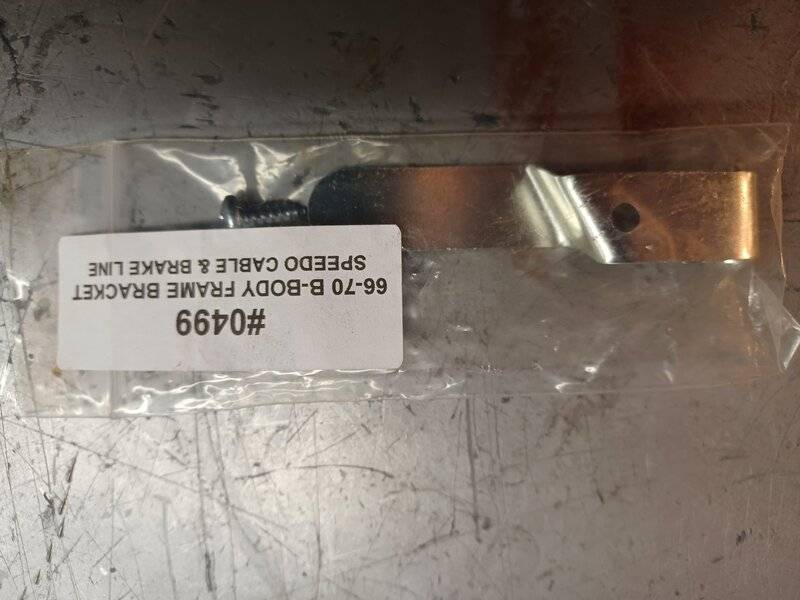 #0499
66-70 B-BODY FRAME BRACKET
SPEEDO CABLE & BRAKE LINE